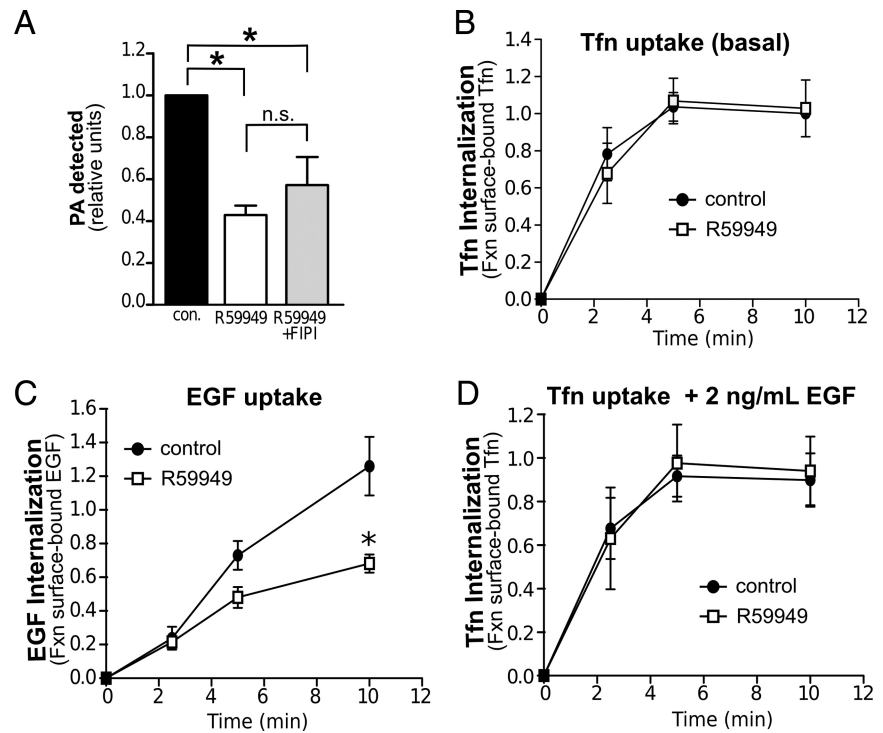 A
*
*
n.s.
PA detected
(relative units)
1.2
1.0
0.8
0.6
0.4
0.2
0.0
con.
R59949
R59949
+FIPI
B
Tfn uptake (basal)
Tfn Internalization
(Fxn surface-bound Tfn)
1.4
1.2
1.0
0.8
0.6
0.4
0.2
0.0
control
R59949
0 2 4 6 8 10 12
Time (min)
C
EGF uptake
EGF Internalization
(Fxn surface-bound EGF)
1.6
1.4
1.2
1.0
0.8
0.6
0.4
0.2
0.0
control
R59949
*
0 2 4 6 8 10 12
Time (min)
D
Tfn uptake + 2 ng/mL EGF
Tfn Internalization
(Fxn surface-bound Tfn)
1.2
1.0
0.8
0.6
0.4
0.2
0.0
control
R59949
0 2 4 6 8 10 12
Time (min)